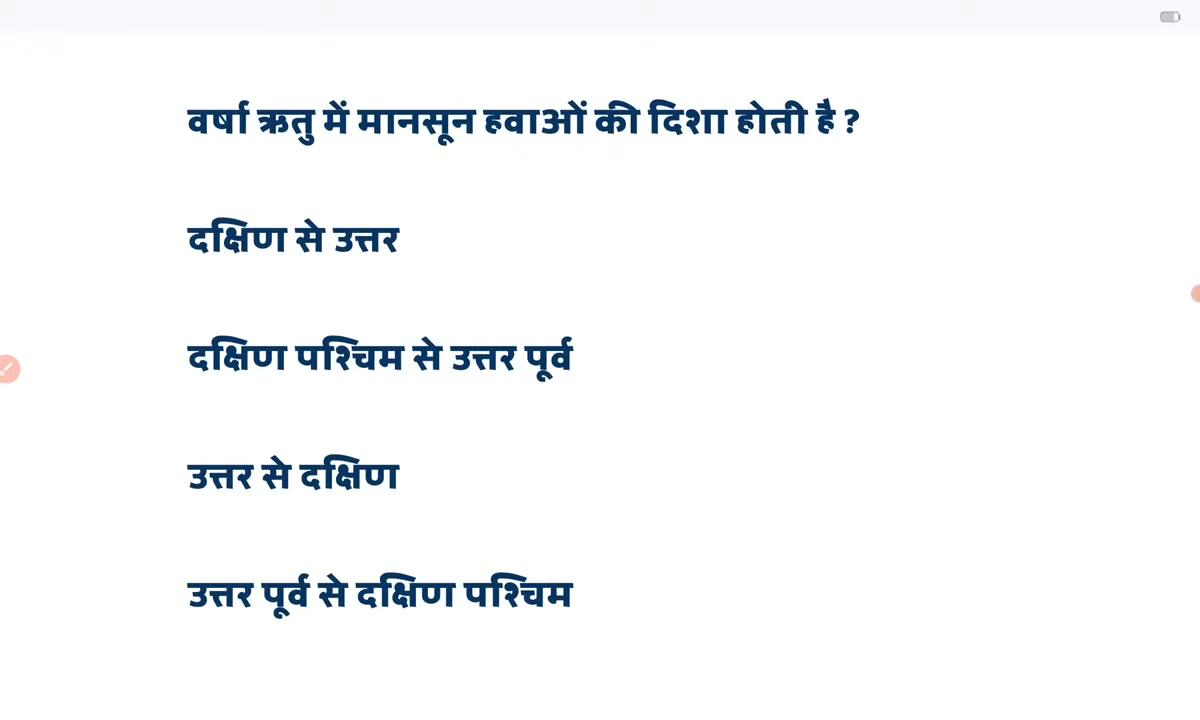 वर्षा ऋतु में मानसून हवाओं की दिशा होती है ?
दक्षिण से उत्तर
दक्षिण पश्चिम से उत्तर पूर्व
उत्तर से दक्षिण
उत्तर पूर्व से दक्षिण पश्चिम